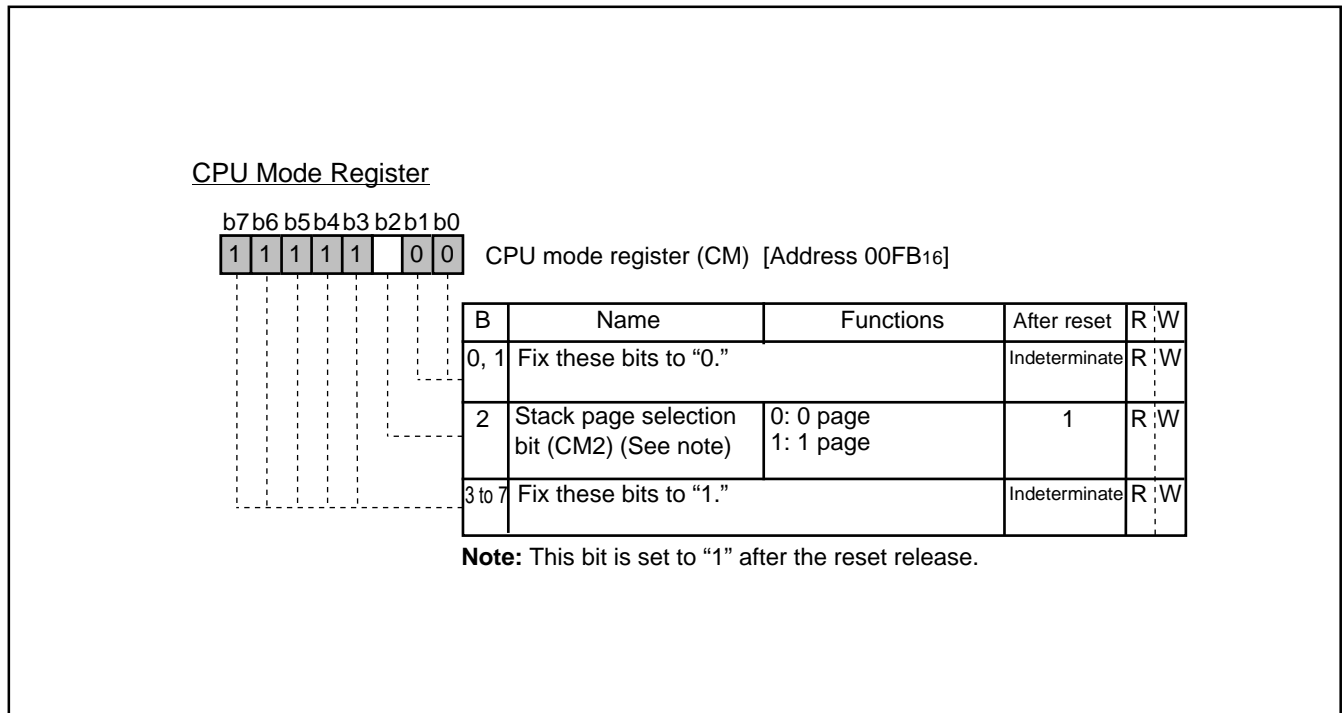 CPU Mode Register
b7 b6 b5 b4 b3 b2 b1 b0
1 1 1 1 1 0 0
CPU mode register (CM) [Address 00FB16]
B Name Functions After reset R W
0, 1 Fix these bits to “0.” Indeterminate R W
2 Stack page selection bit (CM2) (See note) 0: 0 page 1: 1 page 1 R W
3 to 7 Fix these bits to “1.” Indeterminate R W
Note: This bit is set to “1” after the reset release.